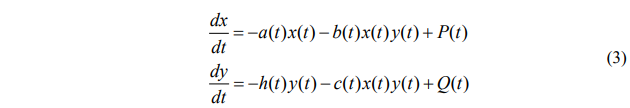 dx/dt = −a(t)x(t) − b(t)x(t)y(t) + P(t)
(3)
dy/dt = −h(t)y(t) − c(t)x(t)y(t) + Q(t)